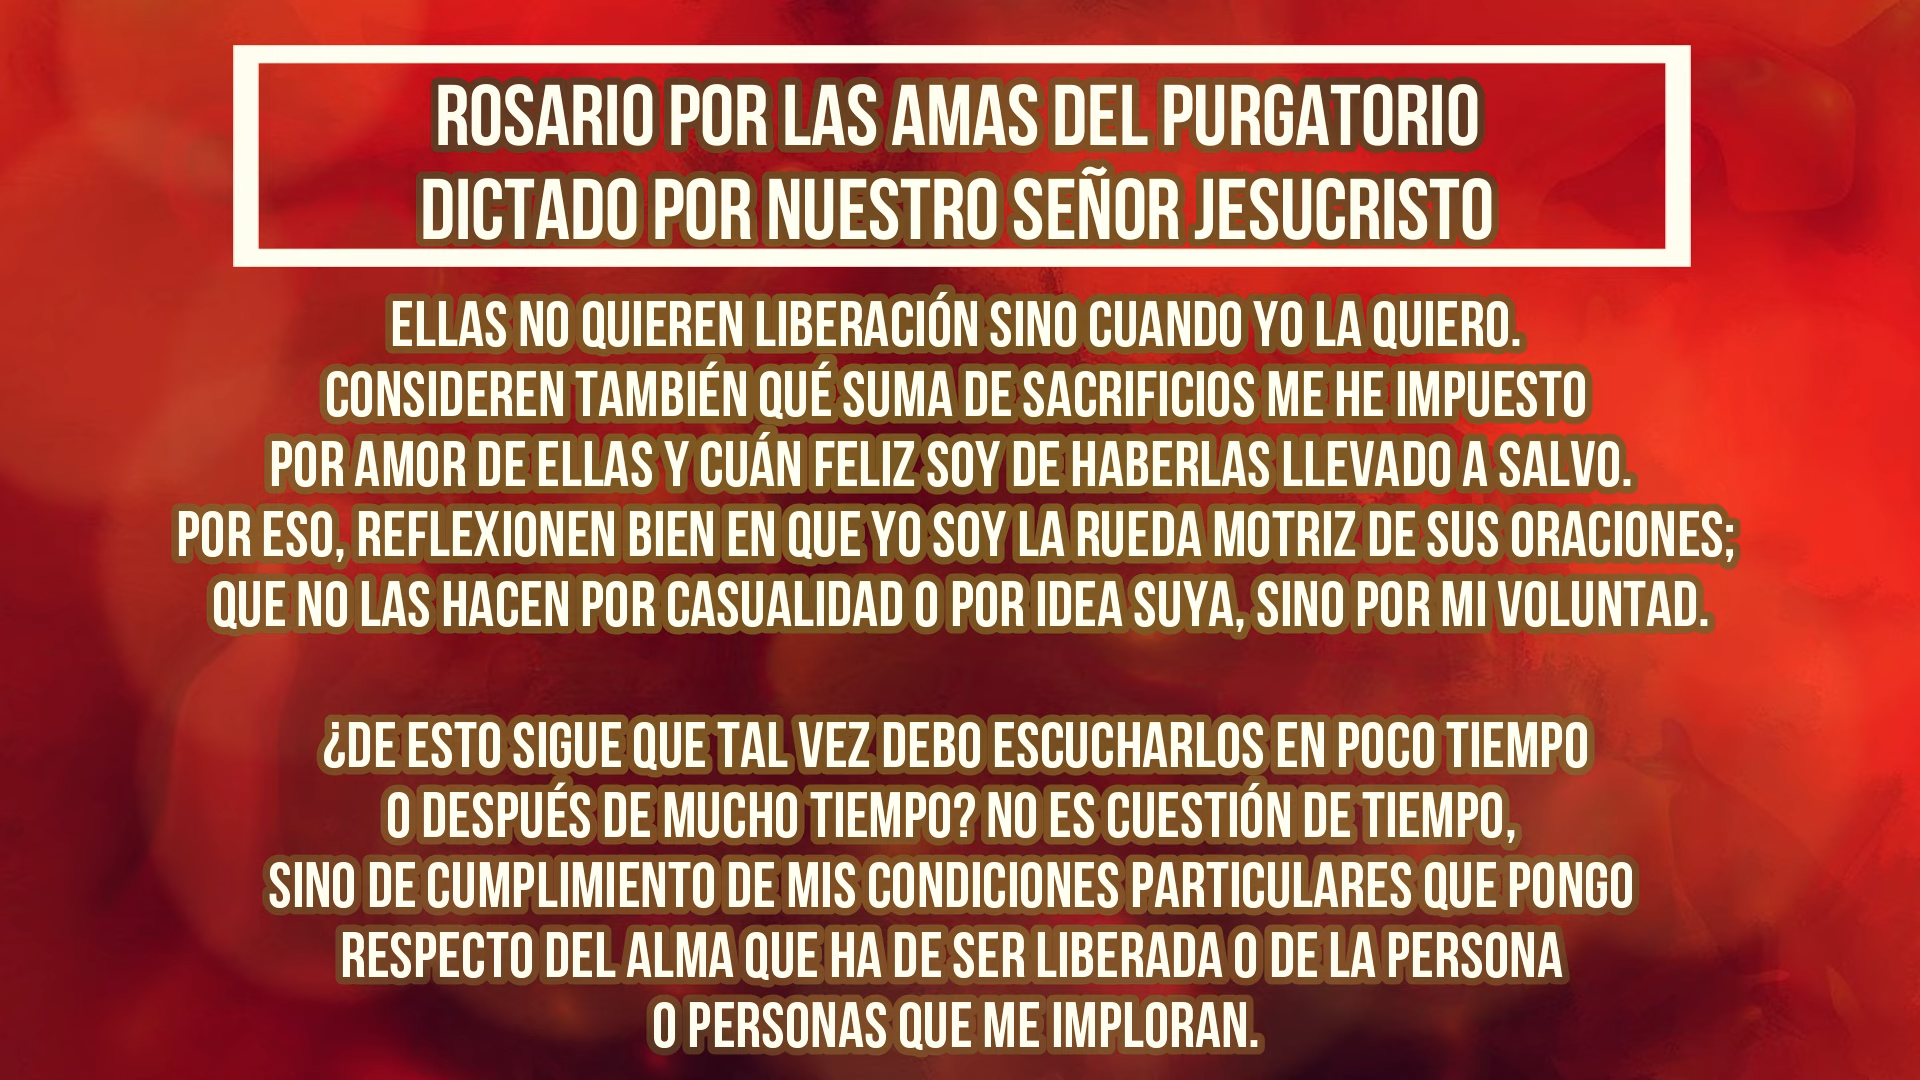 ROSARIO POR LAS AMAS DEL PURGATORIO
DICTADO POR NUESTRO SEÑOR JESUCRISTO
ELLAS NO QUIEREN LIBERACIÓN SINO CUANDO YO LA QUIERO.
CONSIDEREN TAMBIÉN QUÉ SUMA DE SACRIFICIOS ME HE IMPUESTO
POR AMOR DE ELLAS Y CUÁN FELIZ SOY DE HABERLAS LLEVADO A SALVO.
POR ESO, REFLEXIONEN BIEN EN QUE YO SOY LA RUEDA MOTRIZ DE SUS ORACIONES;
QUE NO LAS HACEN POR CASUALIDAD O POR IDEA SUYA, SINO POR MI VOLUNTAD.
¿DE ESTO SIGUE QUE TAL VEZ DEBO ESCUCHARLOS EN POCO TIEMPO
O DESPUÉS DE MUCHO TIEMPO? NO ES CUESTIÓN DE TIEMPO,
SINO DE CUMPLIMIENTO DE MIS CONDICIONES PARTICULARES QUE PONGO
RESPECTO DEL ALMA QUE HA DE SER LIBERADA O DE LA PERSONA
O PERSONAS QUE ME IMPLORAN.